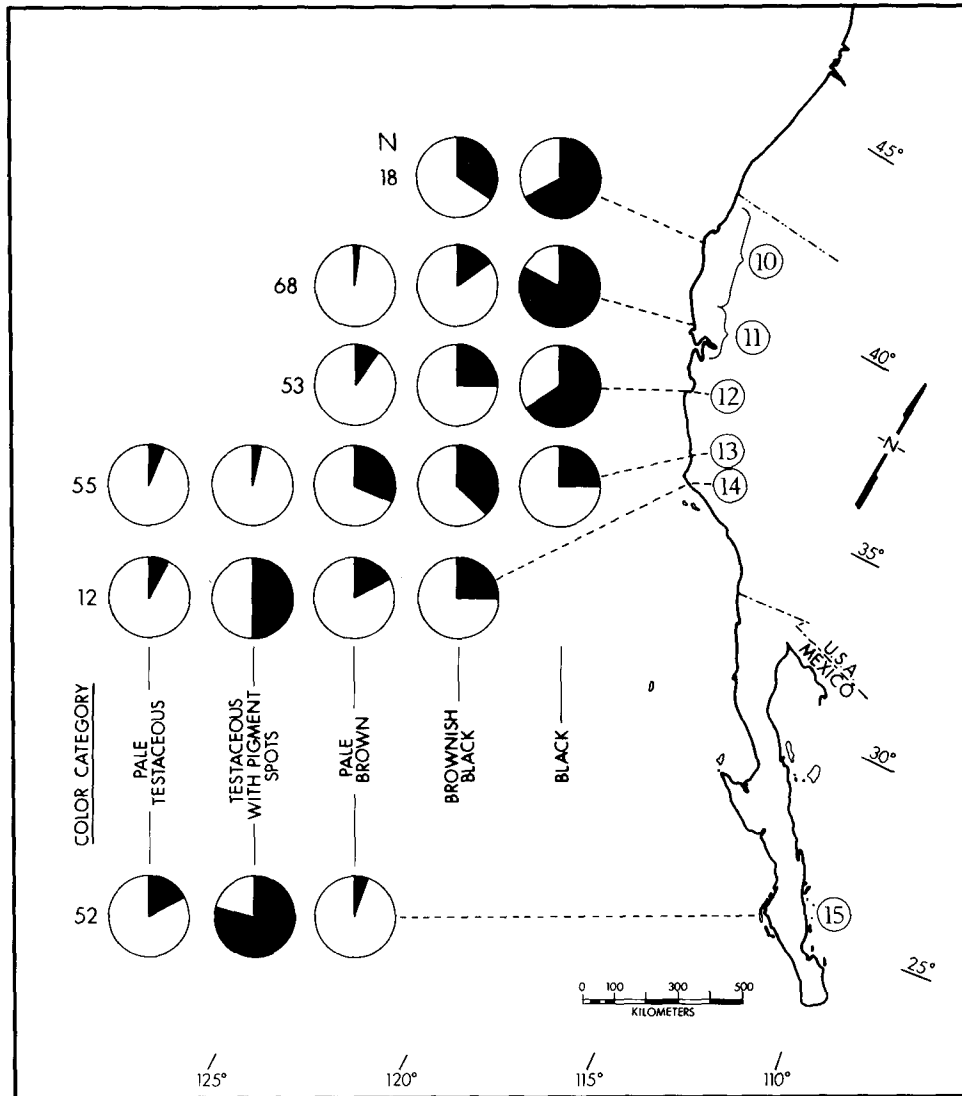 N
18
45°
68
10
11
40°
53
12
55
13
14
-N-
35°
12
U.S.A.
MEXICO
COLOR CATEGORY
PALE
TESTACEOUS
TESTACEOUS
WITH PIGMENT
SPOTS
PALE
BROWN
BROWNISH
BLACK
BLACK
30°
52
15
25°
0 100 300 500
KILOMETERS
125° 120° 115° 110°